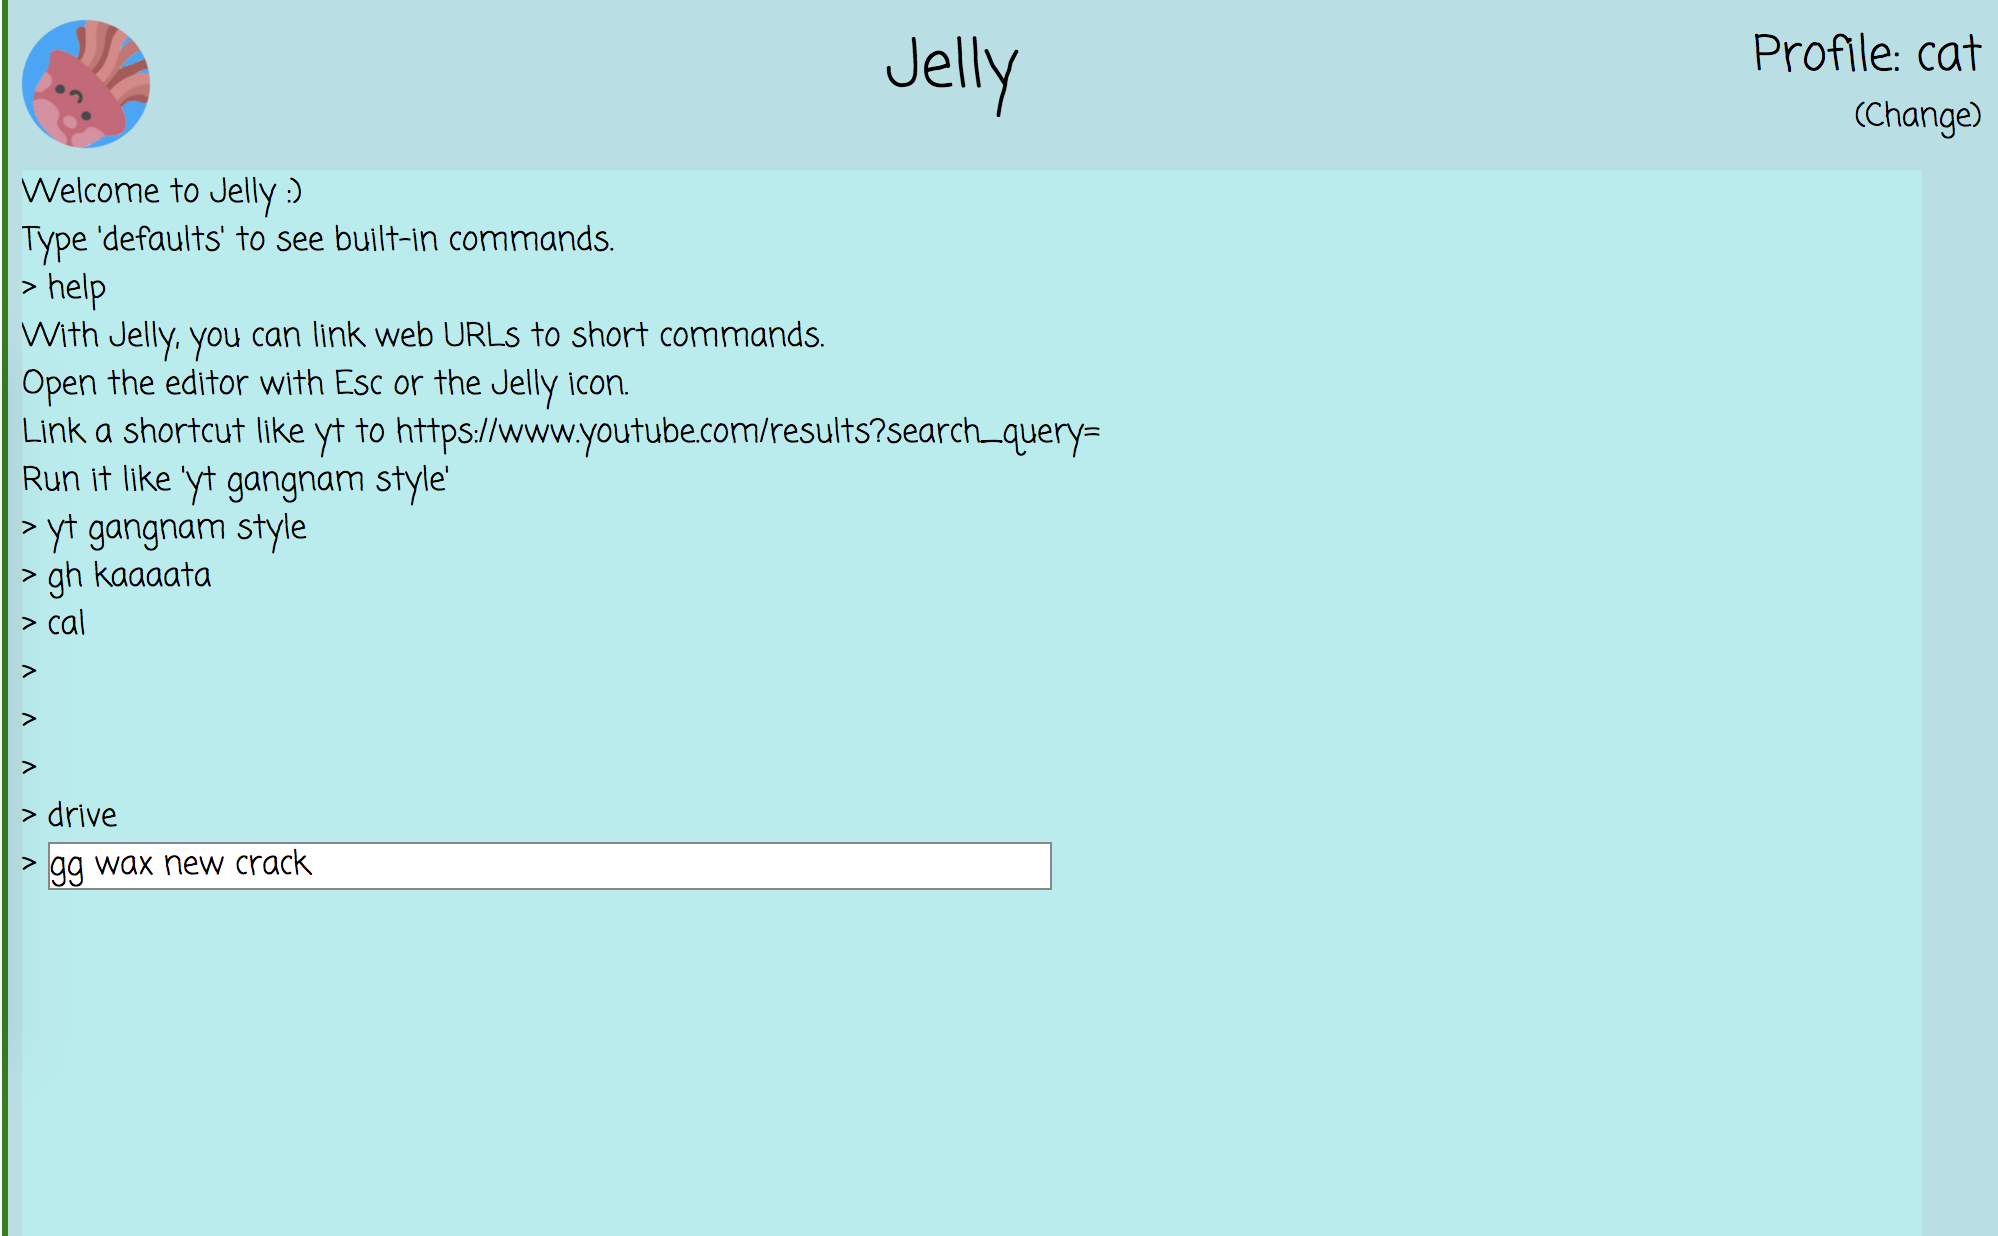 Jelly
Profile: cat
(Change)
Welcome to Jelly :)
Type 'defaults' to see built-in commands.
> help
With Jelly, you can link web URLs to short commands.
Open the editor with Esc or the Jelly icon.
Link a shortcut like yt to https://www.youtube.com/results?search_query=
Run it like 'yt gangnam style'
> yt gangnam style
> gh kaaaata
> cal
>
>
>
> drive
> gg wax new crack